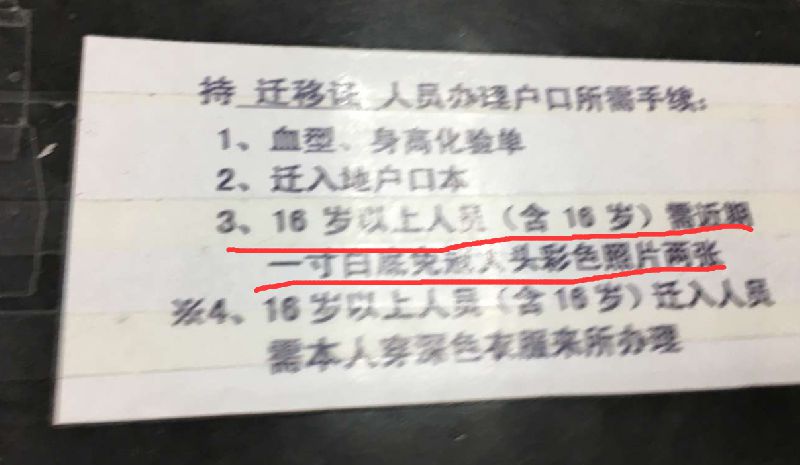 持 迁移证 人员办理户口所需手续：
1、血型、身高化验单
2、迁入地户口本
3、16 岁以上人员（含 16 岁）需近期
一寸白底免冠人头彩色照片两张
※4、16 岁以上人员（含 16 岁）迁入人员
需本人穿深色衣服来所办理